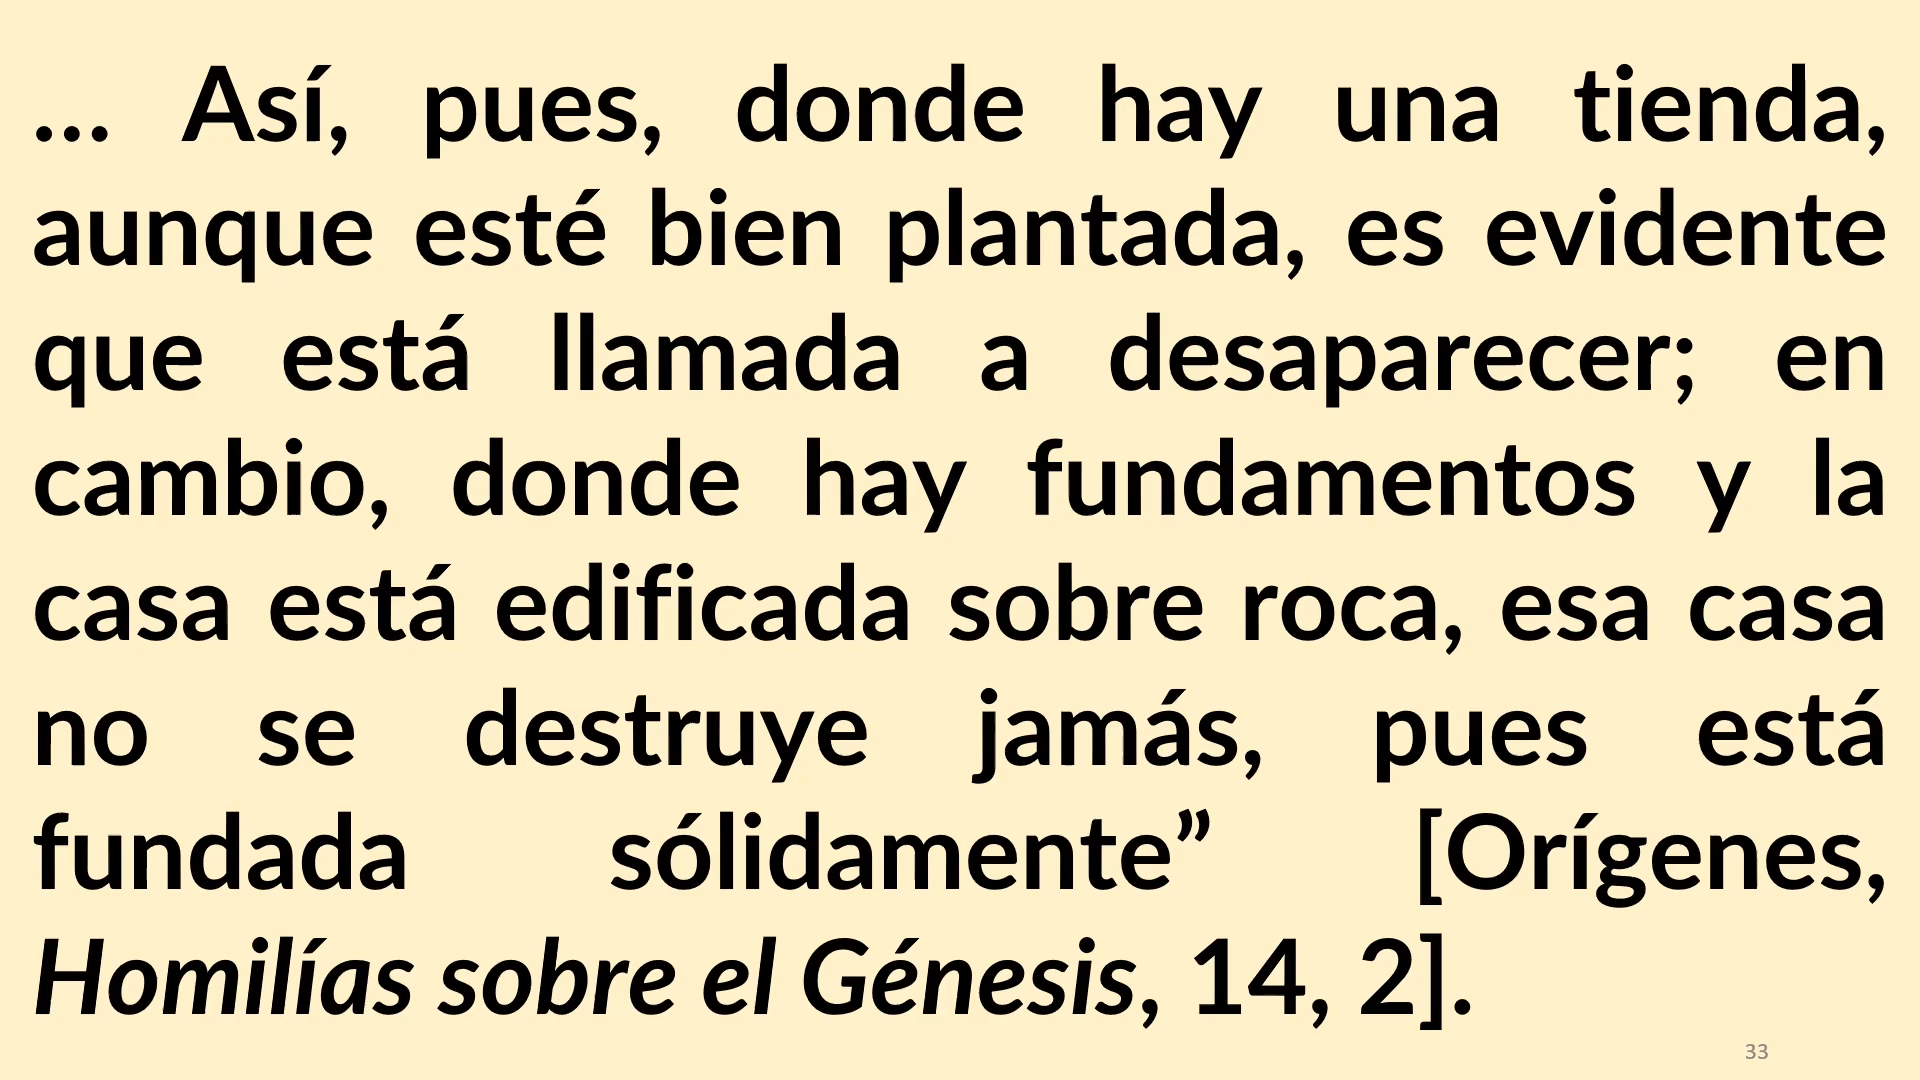 … Así, pues, donde hay una tienda,
aunque esté bien plantada, es evidente
que está llamada a desaparecer; en
cambio, donde hay fundamentos y la
casa está edificada sobre roca, esa casa
no se destruye jamás, pues está
fundada sólidamente” [Orígenes,
Homilías sobre el Génesis, 14, 2].
33